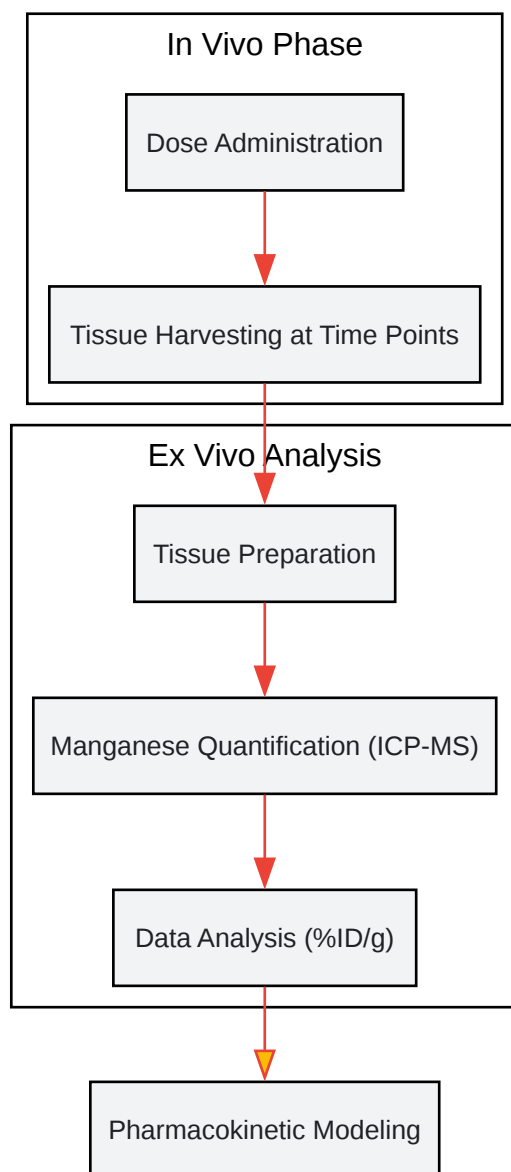 In Vivo Phase
Dose Administration
Tissue Harvesting at Time Points
Ex Vivo Analysis
Tissue Preparation
Manganese Quantification (ICP-MS)
Data Analysis (%ID/g)
Pharmacokinetic Modeling